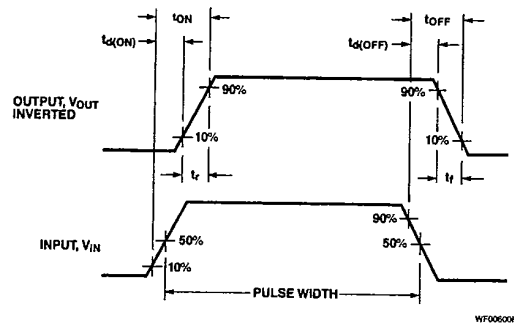 tON
td(ON)
tOFF
td(OFF)
90%
90%
OUTPUT, VOUT
INVERTED
10%
10%
tr
tf
90%
INPUT, VIN
50%
50%
10%
PULSE WIDTH